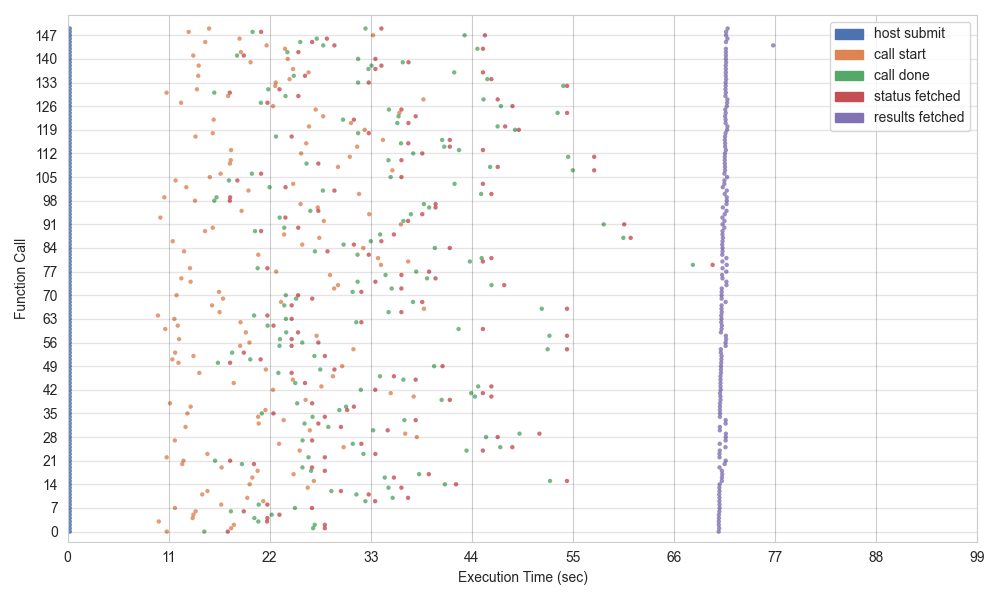 147
140
133
126
119
112
105
98
91
84
77
70
63
56
49
42
35
28
21
14
7
0
Function Call
0 11 22 33 44 55 66 77 88 99
Execution Time (sec)
host submit
call start
call done
status fetched
results fetched